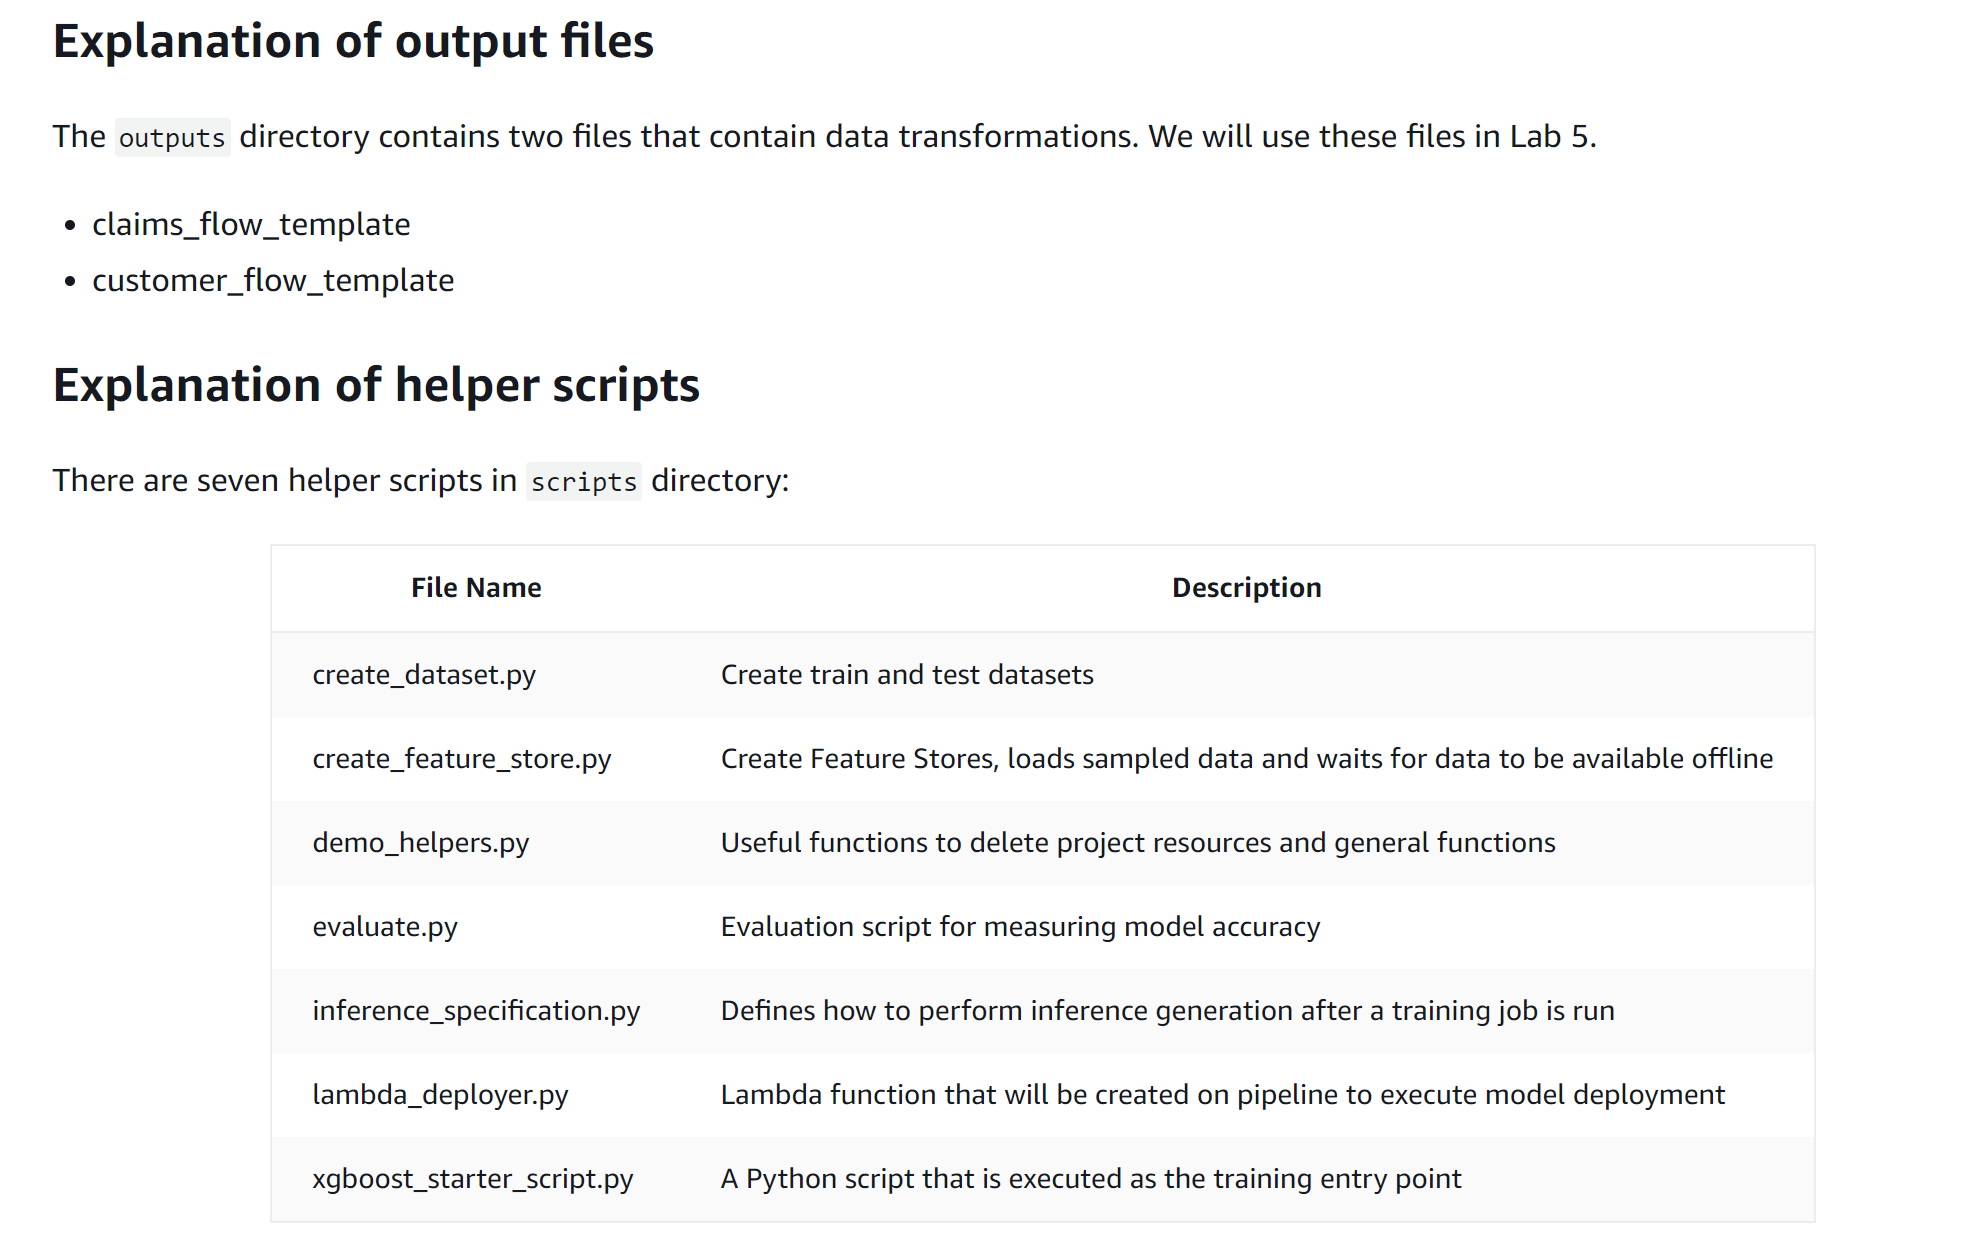 Explanation of output files
The outputs directory contains two files that contain data transformations. We will use these files in Lab 5.
• claims_flow_template
• customer_flow_template
Explanation of helper scripts
There are seven helper scripts in scripts directory:
File Name Description
create_dataset.py Create train and test datasets
create_feature_store.py Create Feature Stores, loads sampled data and waits for data to be available offline
demo_helpers.py Useful functions to delete project resources and general functions
evaluate.py Evaluation script for measuring model accuracy
inference_specification.py Defines how to perform inference generation after a training job is run
lambda_deployer.py Lambda function that will be created on pipeline to execute model deployment
xgboost_starter_script.py A Python script that is executed as the training entry point